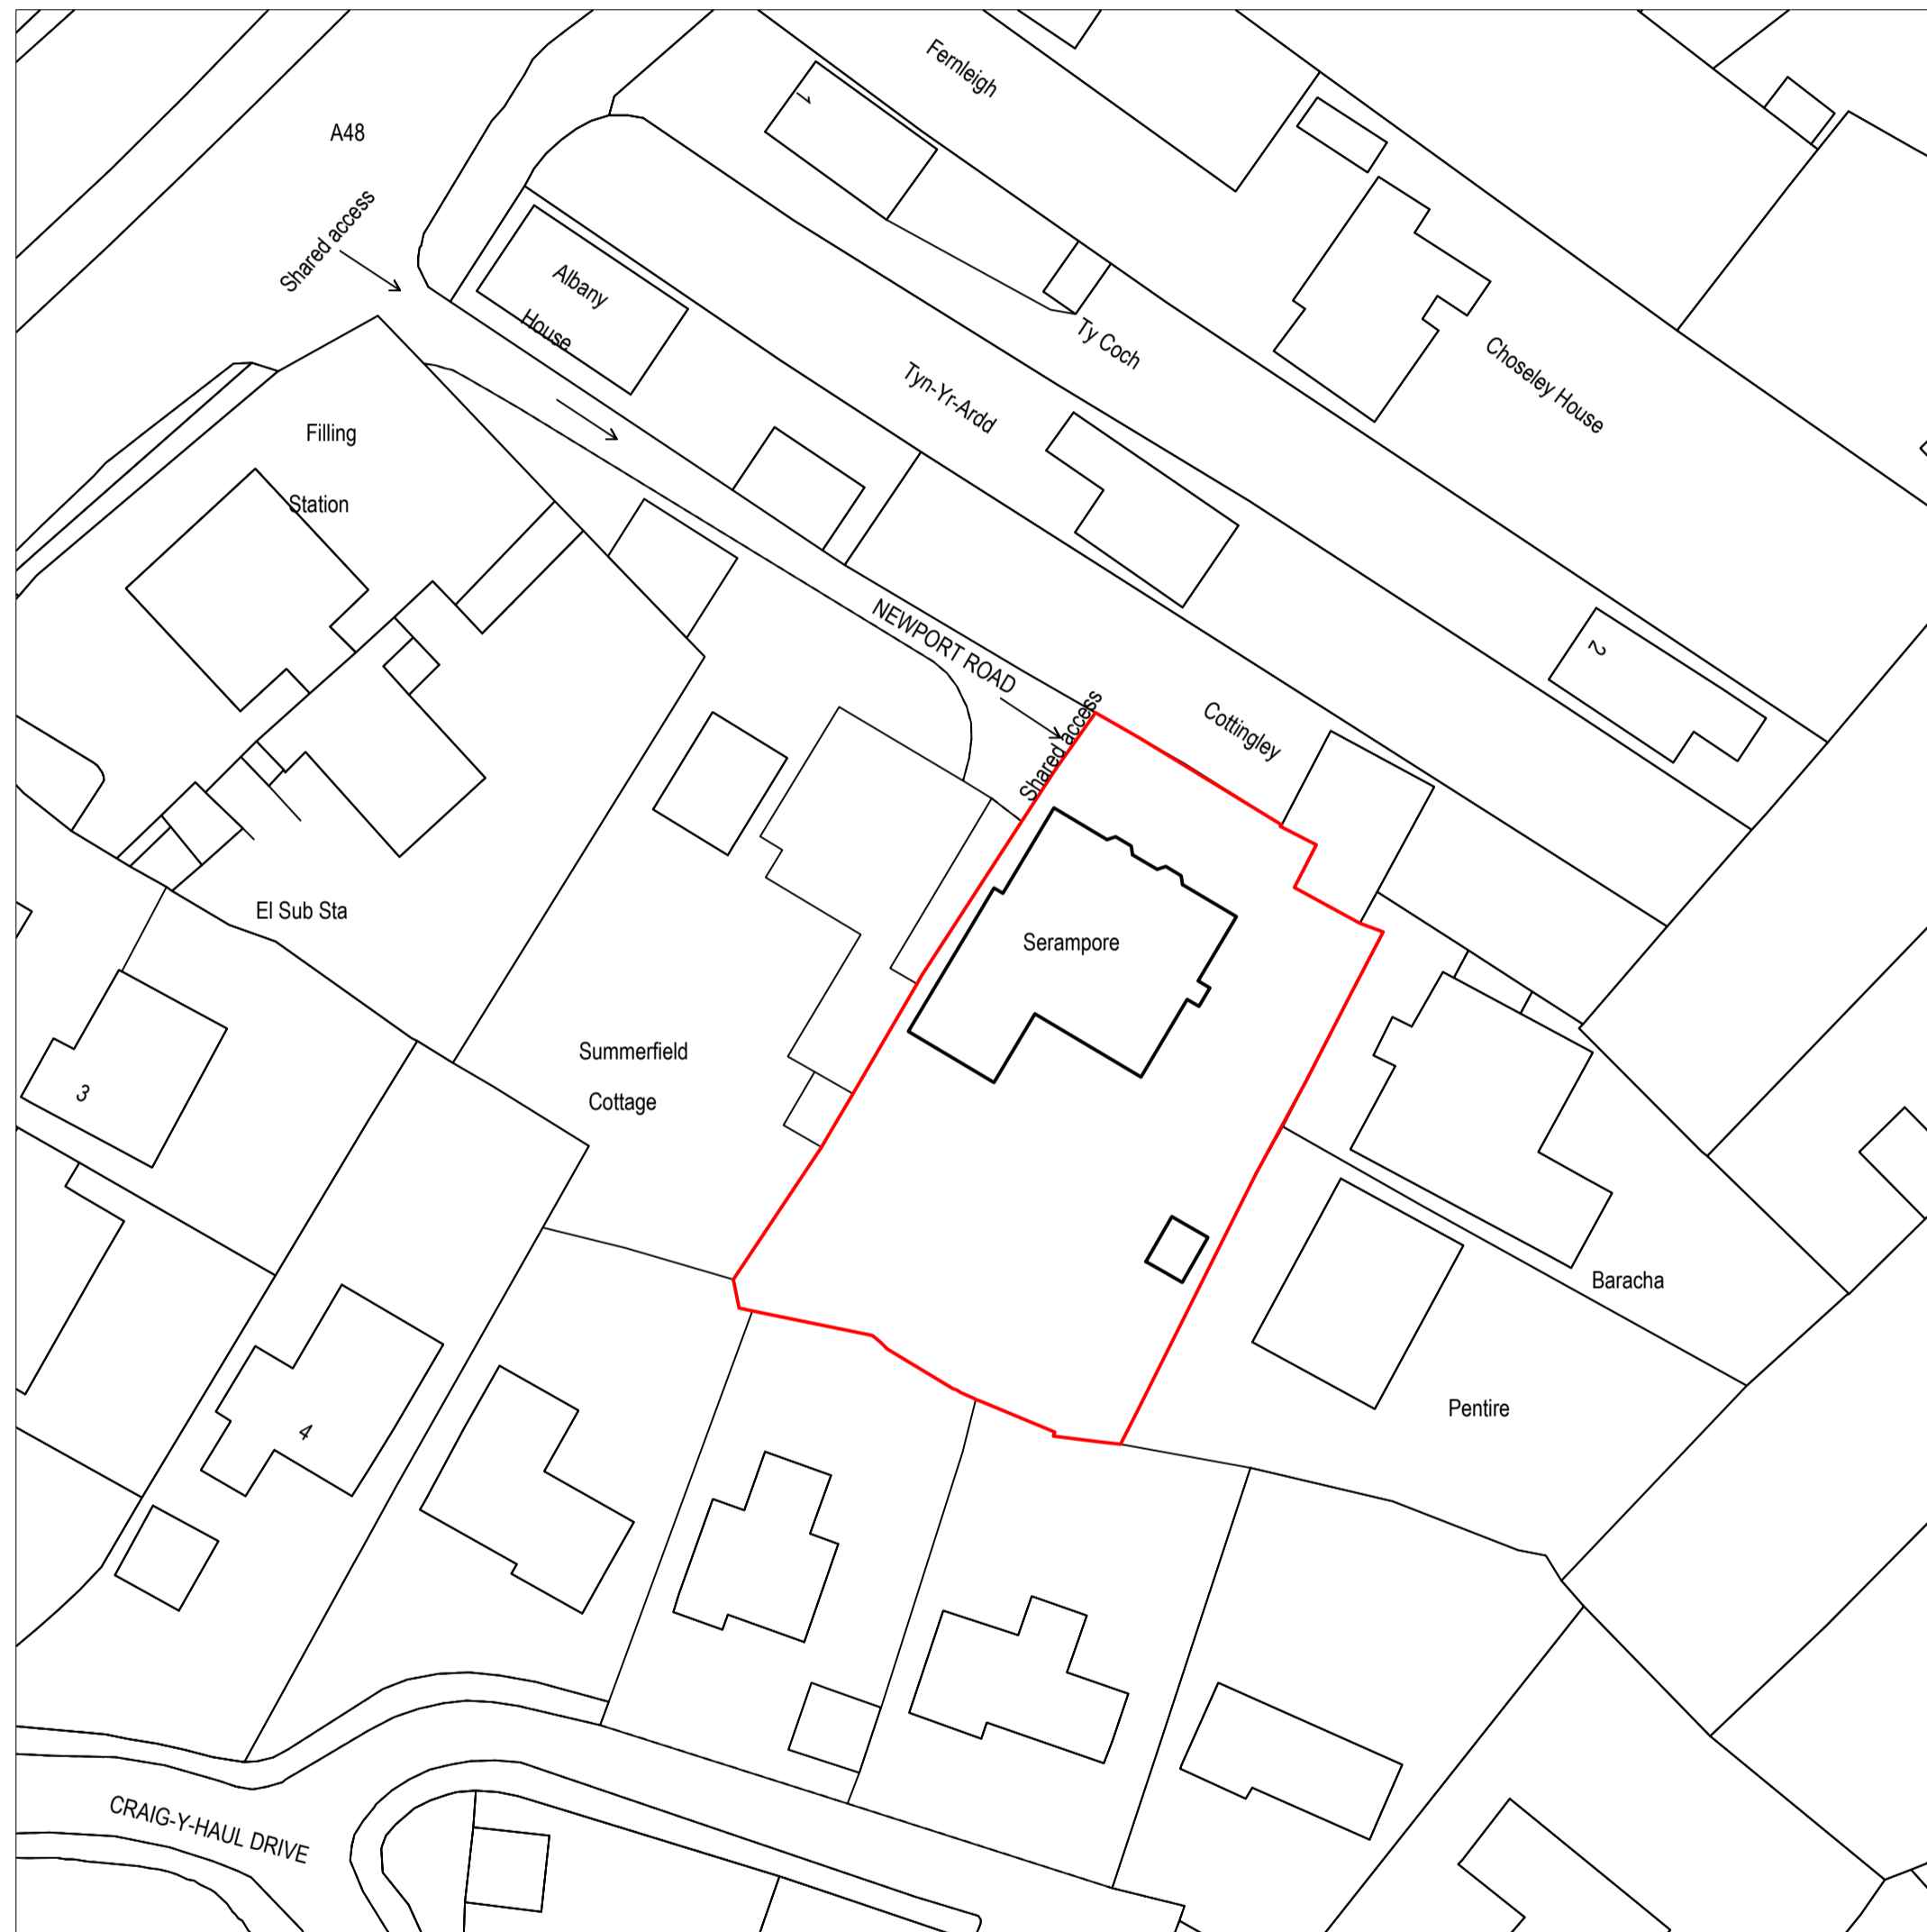 Fernleigh
1
A48
Shared access
Albany
House
Ty Coch
Choseley House
Tyn-Yr-Ardd
Filling
Station
NEWPORT ROAD
2
Shared access
Cottingley
El Sub Sta
Serampore
Summerfield
Cottage
3
Baracha
Pentire
4
CRAIG-Y-HAUL DRIVE